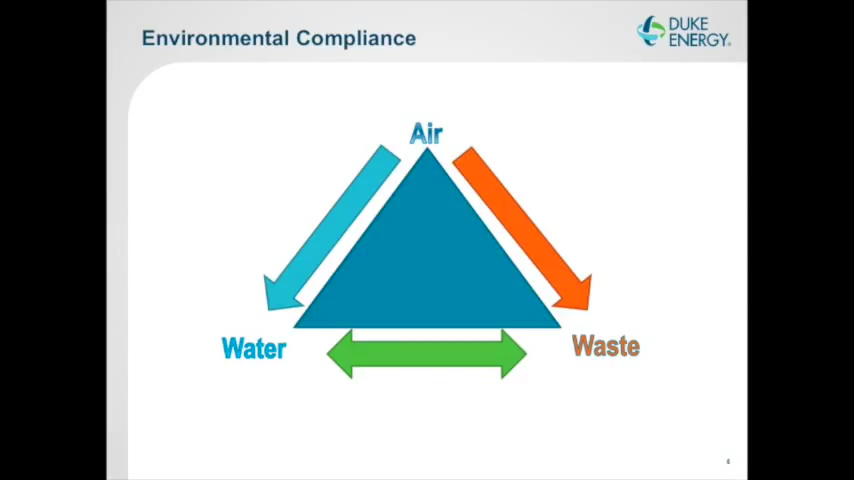 Environmental Compliance
DUKE
ENERGY®
Air
Water
Waste